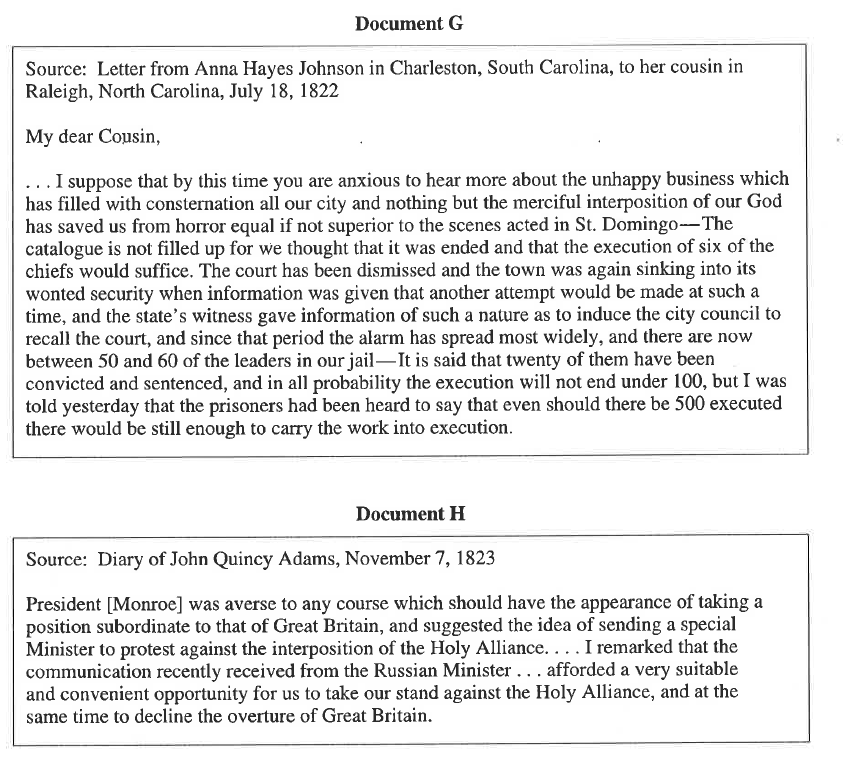 Document G
Source: Letter from Anna Hayes Johnson in Charleston, South Carolina, to her cousin in
Raleigh, North Carolina, July 18, 1822
My dear Cousin,
. . . I suppose that by this time you are anxious to hear more about the unhappy business which
has filled with consternation all our city and nothing but the merciful interposition of our God
has saved us from horror equal if not superior to the scenes acted in St. Domingo—The
catalogue is not filled up for we thought that it was ended and that the execution of six of the
chiefs would suffice. The court has been dismissed and the town was again sinking into its
wonted security when information was given that another attempt would be made at such a
time, and the state's witness gave information of such a nature as to induce the city council to
recall the court, and since that period the alarm has spread most widely, and there are now
between 50 and 60 of the leaders in our jail—It is said that twenty of them have been
convicted and sentenced, and in all probability the execution will not end under 100, but I was
told yesterday that the prisoners had been heard to say that even should there be 500 executed
there would be still enough to carry the work into execution.
Document H
Source: Diary of John Quincy Adams, November 7, 1823
President [Monroe] was averse to any course which should have the appearance of taking a
position subordinate to that of Great Britain, and suggested the idea of sending a special
Minister to protest against the interposition of the Holy Alliance. . . . I remarked that the
communication recently received from the Russian Minister . . . afforded a very suitable
and convenient opportunity for us to take our stand against the Holy Alliance, and at the
same time to decline the overture of Great Britain.